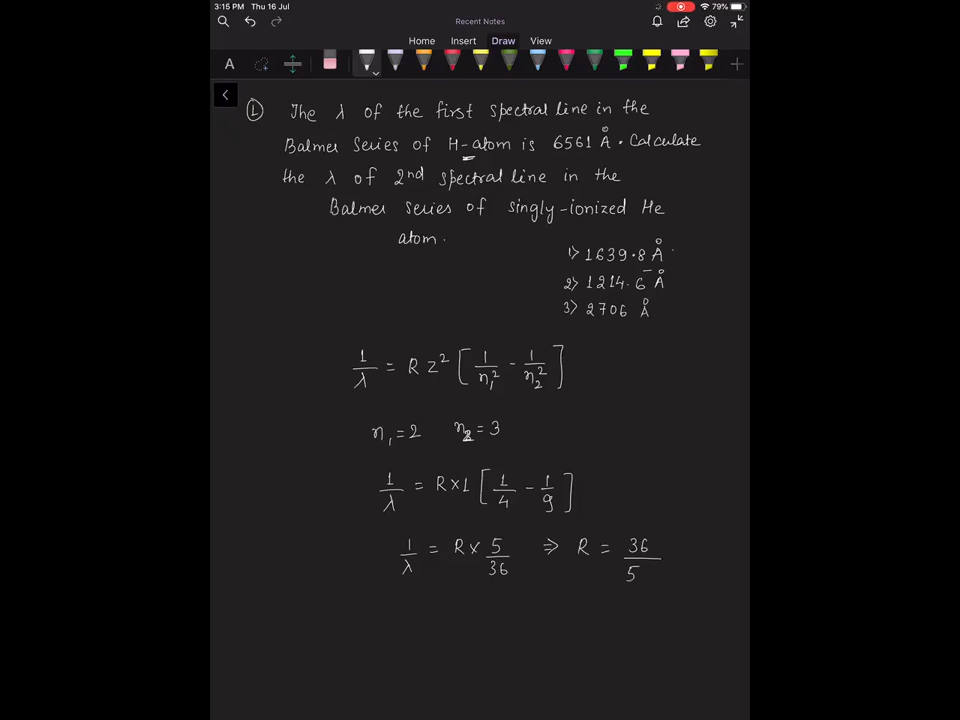 3:15 PM Thu 16 Jul 79%
Recent Notes
Home Insert Draw View
A
1 The λ of the first spectral line in the
Balmer series of H-atom is 6561 Å. Calculate
the λ of 2nd spectral line in the
Balmer series of singly-ionized He
atom.
1> 1639.8 Å
2> 1214.6 Å
3> 2706 Å
1/λ = R z² [1/n₁² - 1/n₂²]
n₁ = 2 n₂ = 3
1/λ = R×1 [1/4 - 1/9]
1/λ = R× 5/36 ⇒ R = 36/5